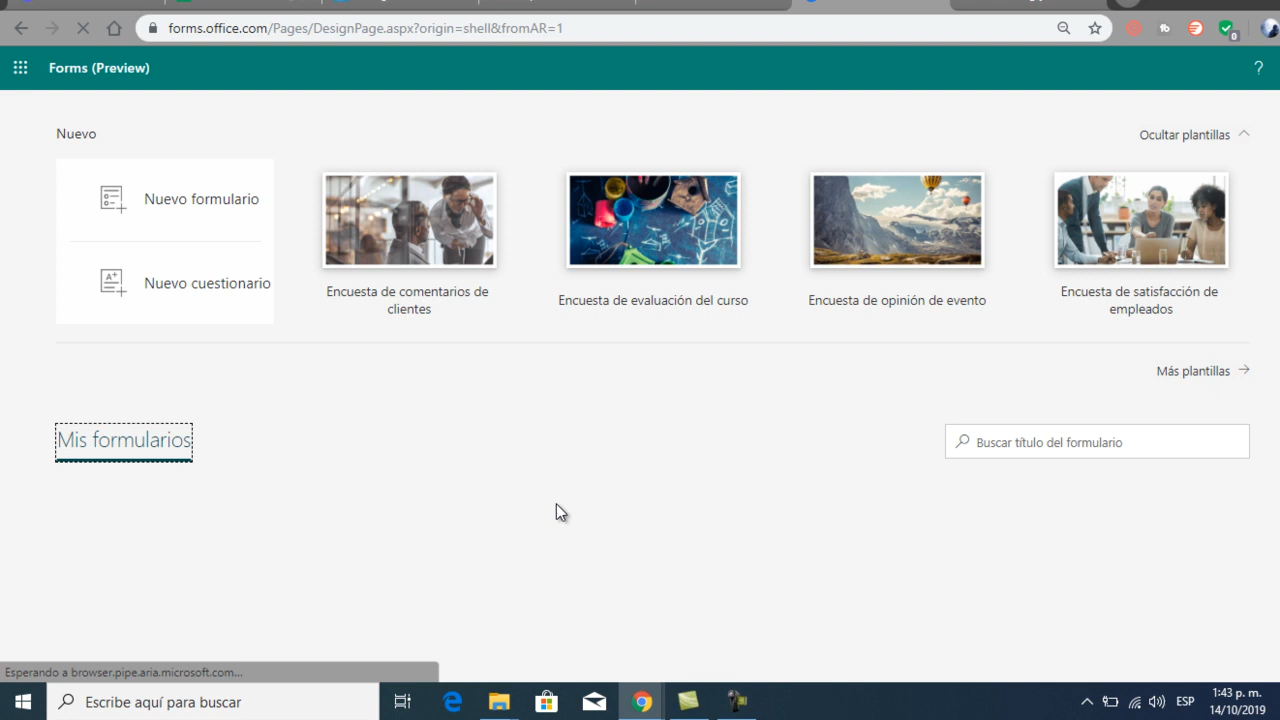 forms.office.com/Pages/DesignPage.aspx?origin=shell&fromAR=1
Forms (Preview)
?
Nuevo
Ocultar plantillas
Nuevo formulario
Nuevo cuestionario
Encuesta de comentarios de
clientes
Encuesta de evaluación del curso
Encuesta de opinión de evento
Encuesta de satisfacción de
empleados
Más plantillas
Mis formularios
Buscar título del formulario
Esperando a browser.pipe.aria.microsoft.com...
Escribe aquí para buscar
ESP
1:43 p. m.
14/10/2019